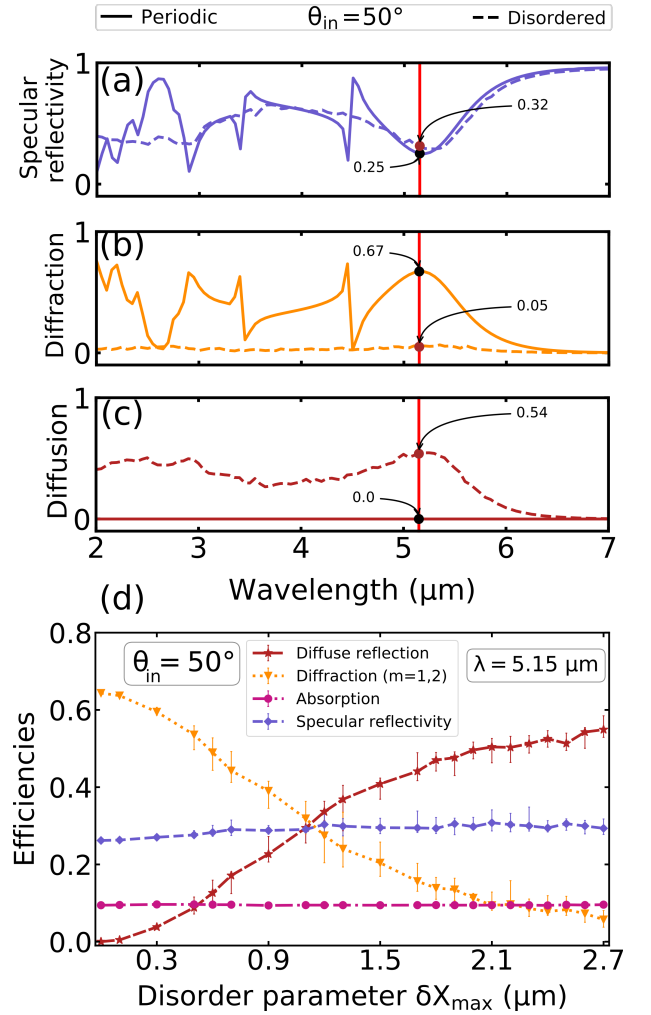 Periodic θin=50° Disordered
(a)
Specular
reflectivity
1
0
0.32
0.25
(b)
Diffraction
1
0
0.67
0.05
(c)
Diffusion
1
0
0.54
0.0
2 3 4 5 6 7
Wavelength (μm)
(d)
Efficiencies
0.8
0.6
0.4
0.2
0.0
θin=50°
Diffuse reflection
Diffraction (m=1,2)
Absorption
Specular reflectivity
λ = 5.15 μm
0.3 0.9 1.5 2.1 2.7
Disorder parameter δXmax (μm)